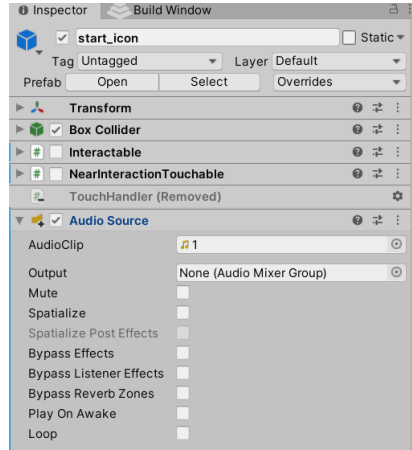 Inspector Build Window
start_icon Static
Tag Untagged Layer Default
Prefab Open Select Overrides
Transform
Box Collider
# Interactable
# NearInteractionTouchable
# TouchHandler (Removed)
Audio Source
AudioClip 1
Output None (Audio Mixer Group)
Mute
Spatialize
Spatialize Post Effects
Bypass Effects
Bypass Listener Effects
Bypass Reverb Zones
Play On Awake
Loop